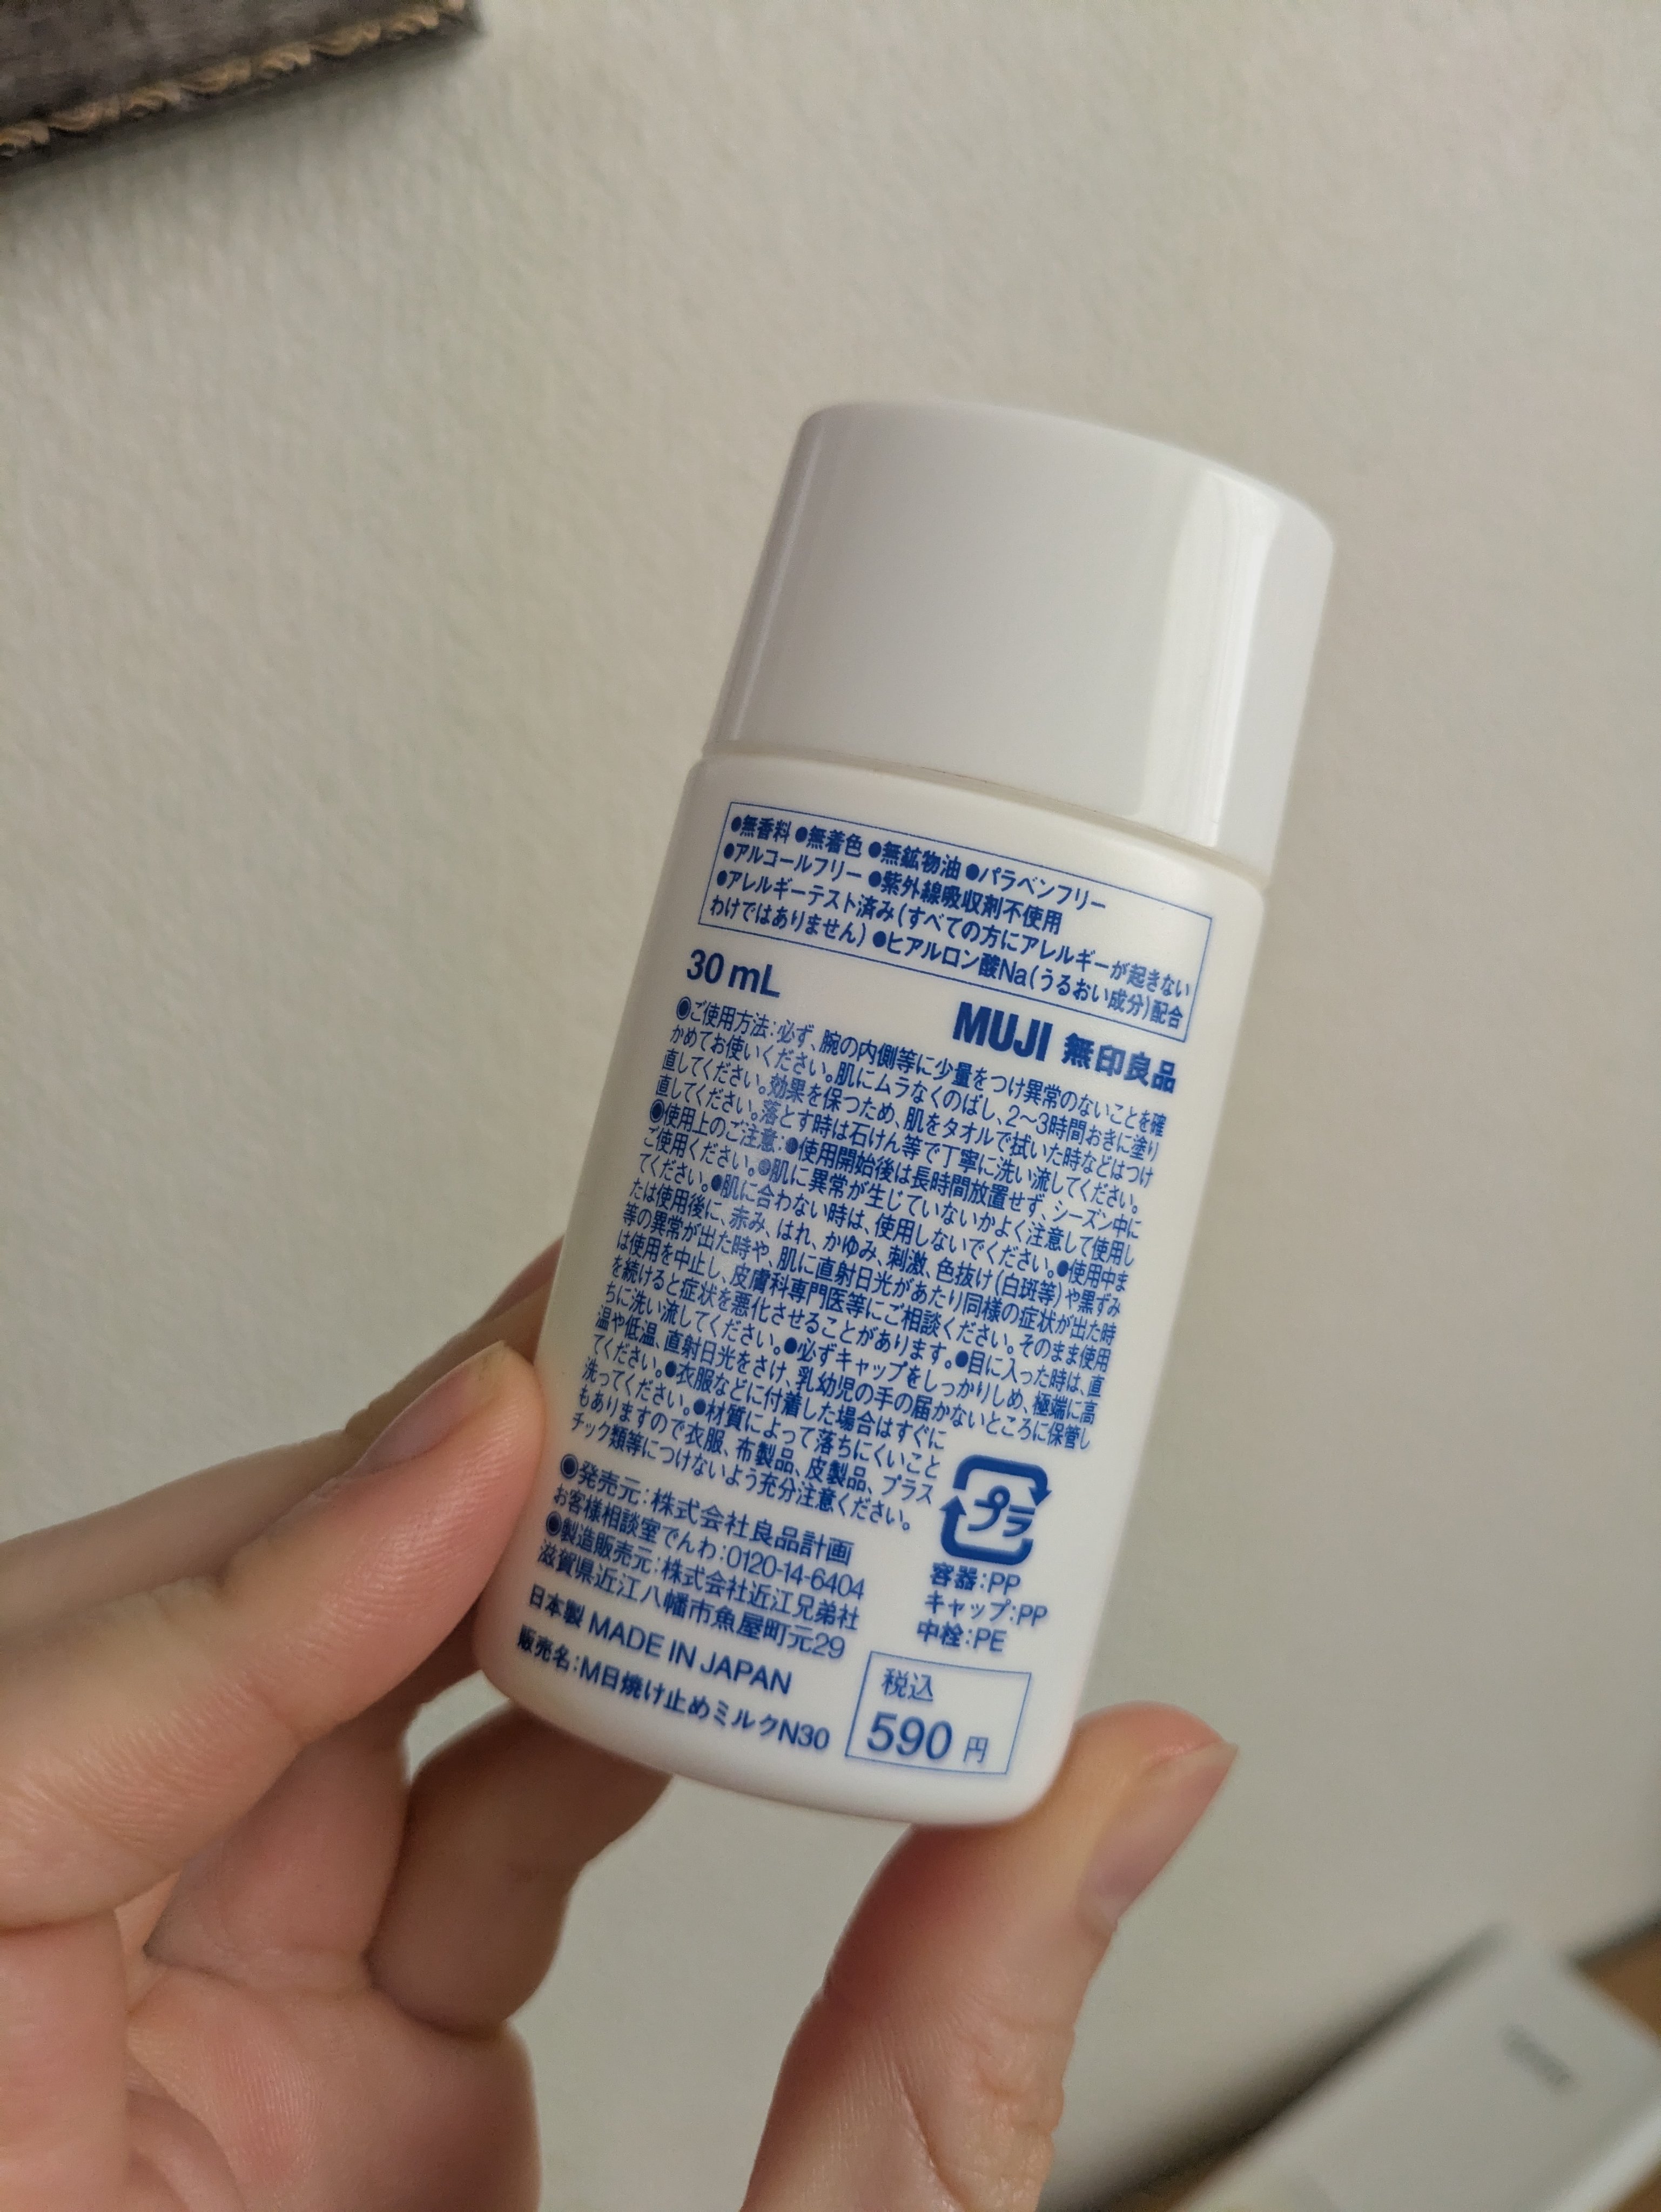 ●無香料 ●無着色 ●無鉱物油 ●パラベンフリー
●アルコールフリー ●紫外線吸収剤不使用
●アレルギーテスト済み(すべての方にアレルギーが起きない
わけではありません) ●ヒアルロン酸Na(うるおい成分)配合
30 mL
MUJI 無印良品
◉ご使用方法:必ず、腕の内側等に少量をつけ異常のないことを確
かめてお使いください。肌にムラなくのばし、2〜3時間おきに塗り
直してください。効果を保つため、肌をタオルで拭いた時などはつけ
直してください。落とす時は石けん等で丁寧に洗い流してください。
◉使用上のご注意:●使用開始後は長時間放置せず、シーズン中に
ご使用ください。●肌に異常が生じていないかよく注意して使用し
てください。●肌に合わない時は、使用しないでください。●使用中ま
たは使用後に、赤み、はれ、かゆみ、刺激、色抜け(白斑等)や黒ずみ
等の異常が出た時や、肌に直射日光があたり同様の症状が出た時
は使用を中止し、皮膚科専門医等にご相談ください。そのまま使用
を続けると症状を悪化させることがあります。●目に入った時は、直
ちに洗い流してください。●必ずキャップをしっかりしめ、極端に高
温や低温、直射日光をさけ、乳幼児の手の届かないところに保管し
てください。●衣服などに付着した場合はすぐに
洗ってください。●材質によって落ちにくいこと
もありますので衣服、布製品、皮製品、プラス
チック類等につけないよう充分注意ください。
◉発売元:株式会社良品計画
お客様相談室でんわ:0120-14-6404
◉製造販売元:株式会社近江兄弟社
滋賀県近江八幡市魚屋町元29
日本製 MADE IN JAPAN
販売名:M日焼け止めミルクN30
プラ
容器:PP
キャップ:PP
中栓:PE
税込
590 円